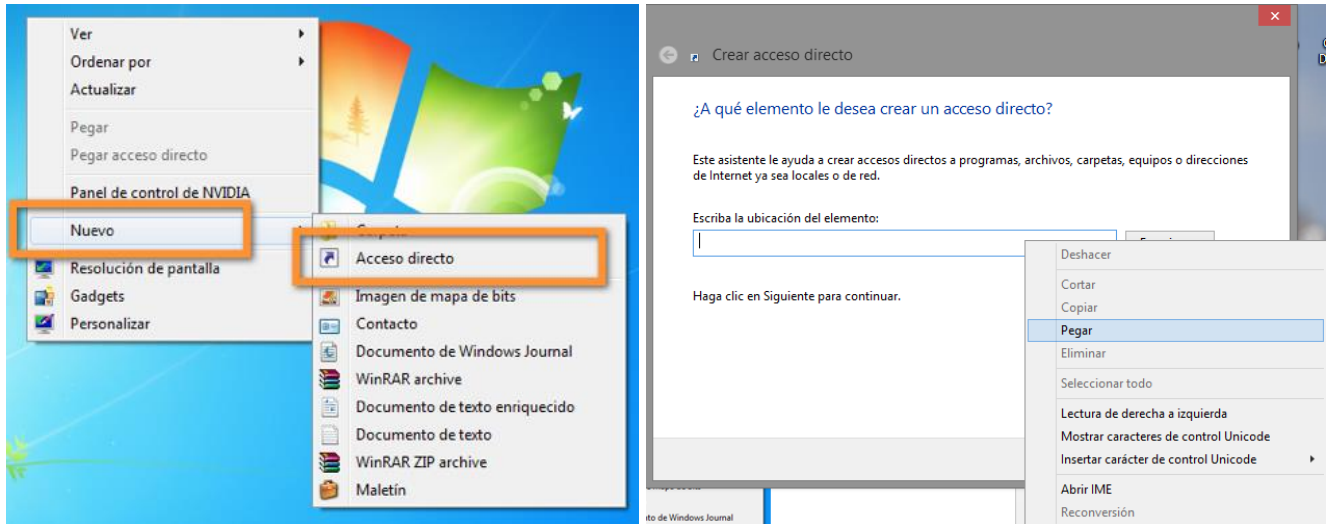 Ver
Ordenar por
Actualizar
Pegar
Pegar acceso directo
Panel de control de NVIDIA
Nuevo
Resolución de pantalla
Gadgets
Personalizar
Acceso directo
Imagen de mapa de bits
Contacto
Documento de Windows Journal
WinRAR archive
Documento de texto enriquecido
Documento de texto
WinRAR ZIP archive
Maletín
Crear acceso directo
¿A qué elemento le desea crear un acceso directo?
Este asistente le ayuda a crear accesos directos a programas, archivos, carpetas, equipos o direcciones
de Internet ya sea locales o de red.
Escriba la ubicación del elemento:
Haga clic en Siguiente para continuar.
Deshacer
Cortar
Copiar
Pegar
Eliminar
Seleccionar todo
Lectura de derecha a izquierda
Mostrar caracteres de control Unicode
Insertar carácter de control Unicode
Abrir IME
Reconversión
to de Windows Journal